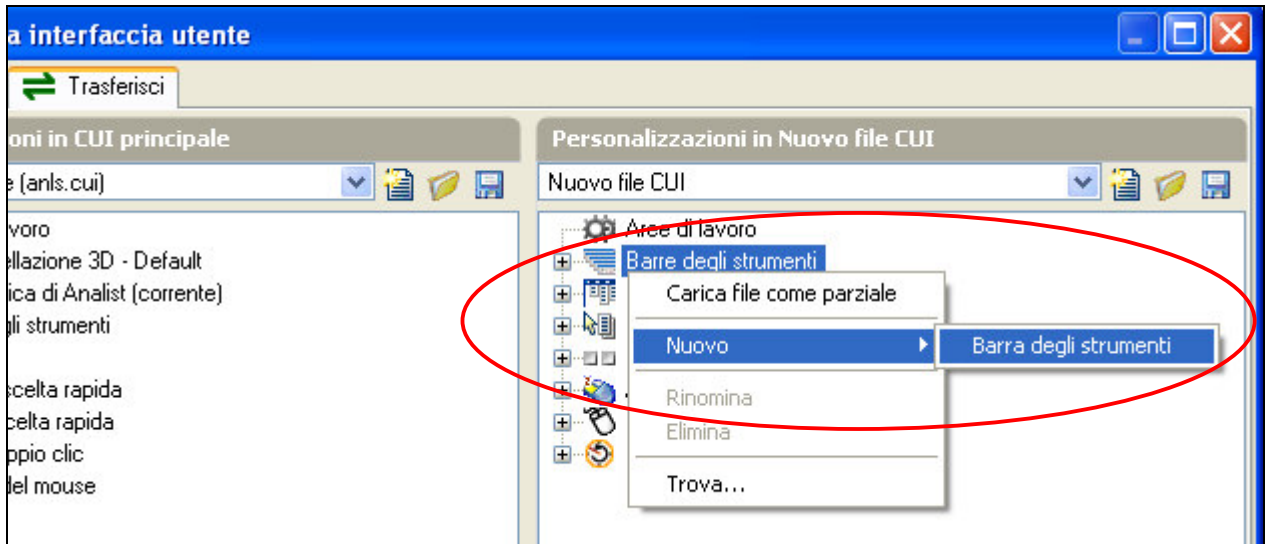 a interfaccia utente
Trasferisci
oni in CUI principale
e (anls.cui)
voro
ellazione 3D - Default
ica di Analist (corrente)
gli strumenti
scelta rapida
celta rapida
ppio clic
del mouse
Personalizzazioni in Nuovo file CUI
Nuovo file CUI
Aree di lavoro
Barre degli strumenti
Carica file come parziale
Nuovo
Barra degli strumenti
Rinomina
Elimina
Trova...